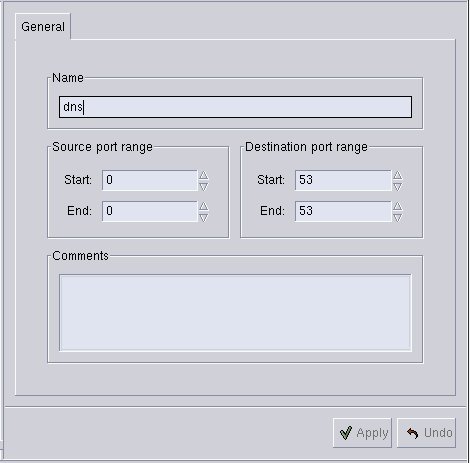 General
Name
dns
Source port range
Destination port range
Start: 0
Start: 53
End: 0
End: 53
Comments
Apply
Undo